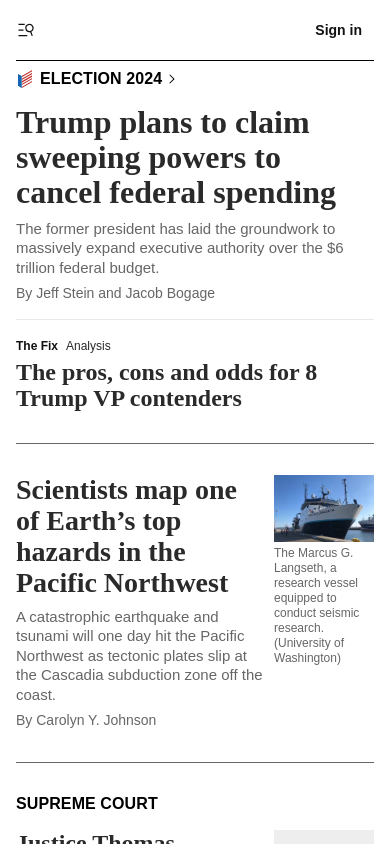 Sign in
ELECTION 2024
Trump plans to claim
sweeping powers to
cancel federal spending
The former president has laid the groundwork to
massively expand executive authority over the $6
trillion federal budget.
By Jeff Stein and Jacob Bogage
The Fix Analysis
The pros, cons and odds for 8
Trump VP contenders
Scientists map one
of Earth’s top
hazards in the
Pacific Northwest
A catastrophic earthquake and
tsunami will one day hit the Pacific
Northwest as tectonic plates slip at
the Cascadia subduction zone off the
coast.
By Carolyn Y. Johnson
The Marcus G.
Langseth, a
research vessel
equipped to
conduct seismic
research.
(University of
Washington)
SUPREME COURT
Justice Thomas